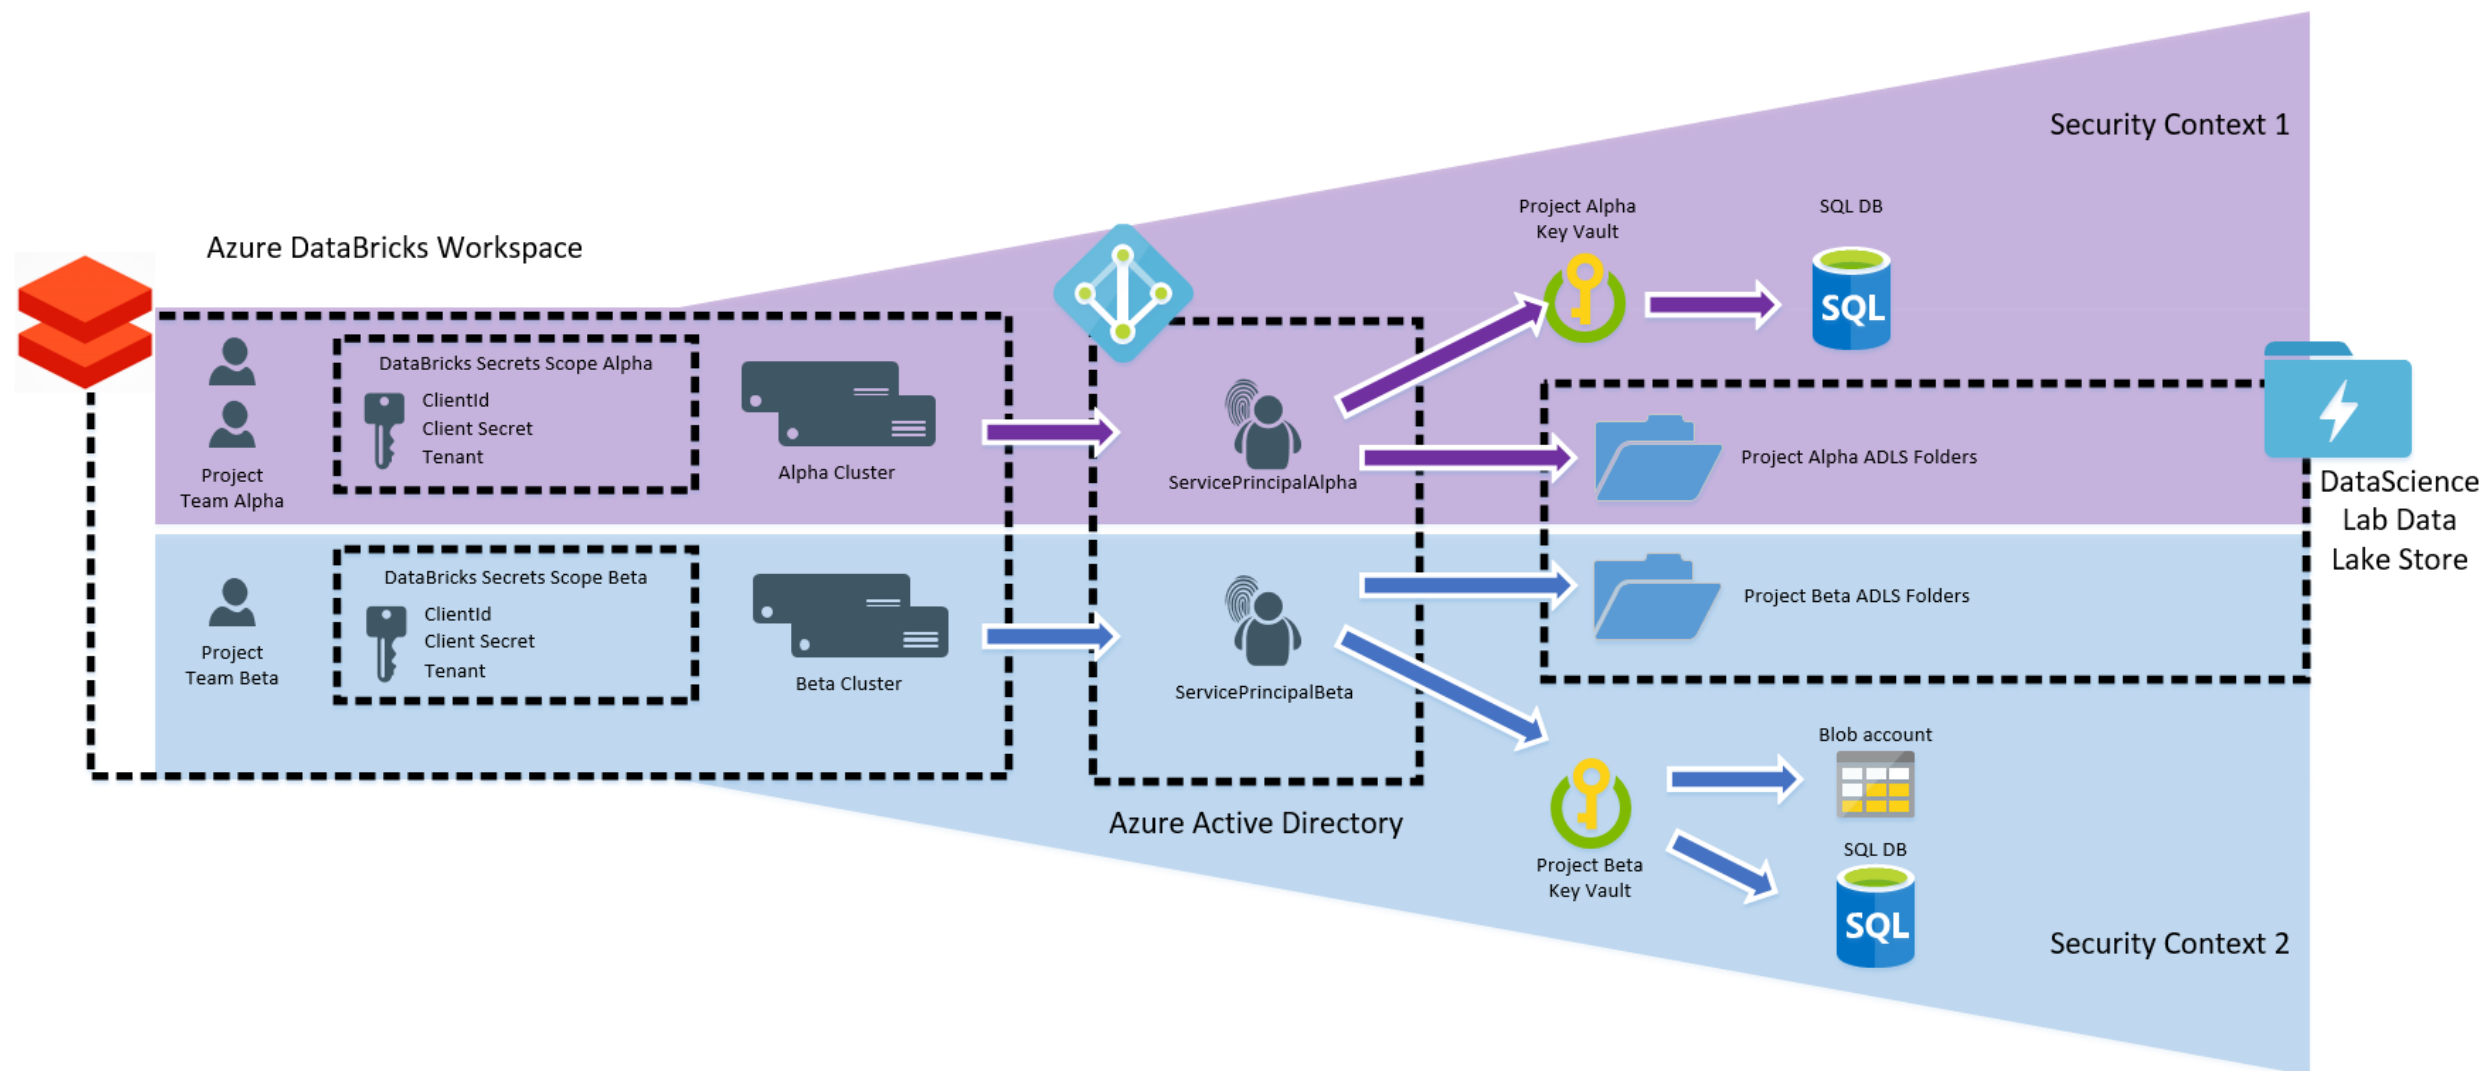 Security Context 1
Project Alpha
Key Vault
SQL DB
SQL
Azure DataBricks Workspace
DataBricks Secrets Scope Alpha
ClientId
Client Secret
Tenant
Project
Team Alpha
Alpha Cluster
ServicePrincipalAlpha
Project Alpha ADLS Folders
DataScience
Lab Data
Lake Store
DataBricks Secrets Scope Beta
ClientId
Client Secret
Tenant
Project
Team Beta
Beta Cluster
ServicePrincipalBeta
Project Beta ADLS Folders
Azure Active Directory
Blob account
Project Beta
Key Vault
SQL DB
SQL
Security Context 2